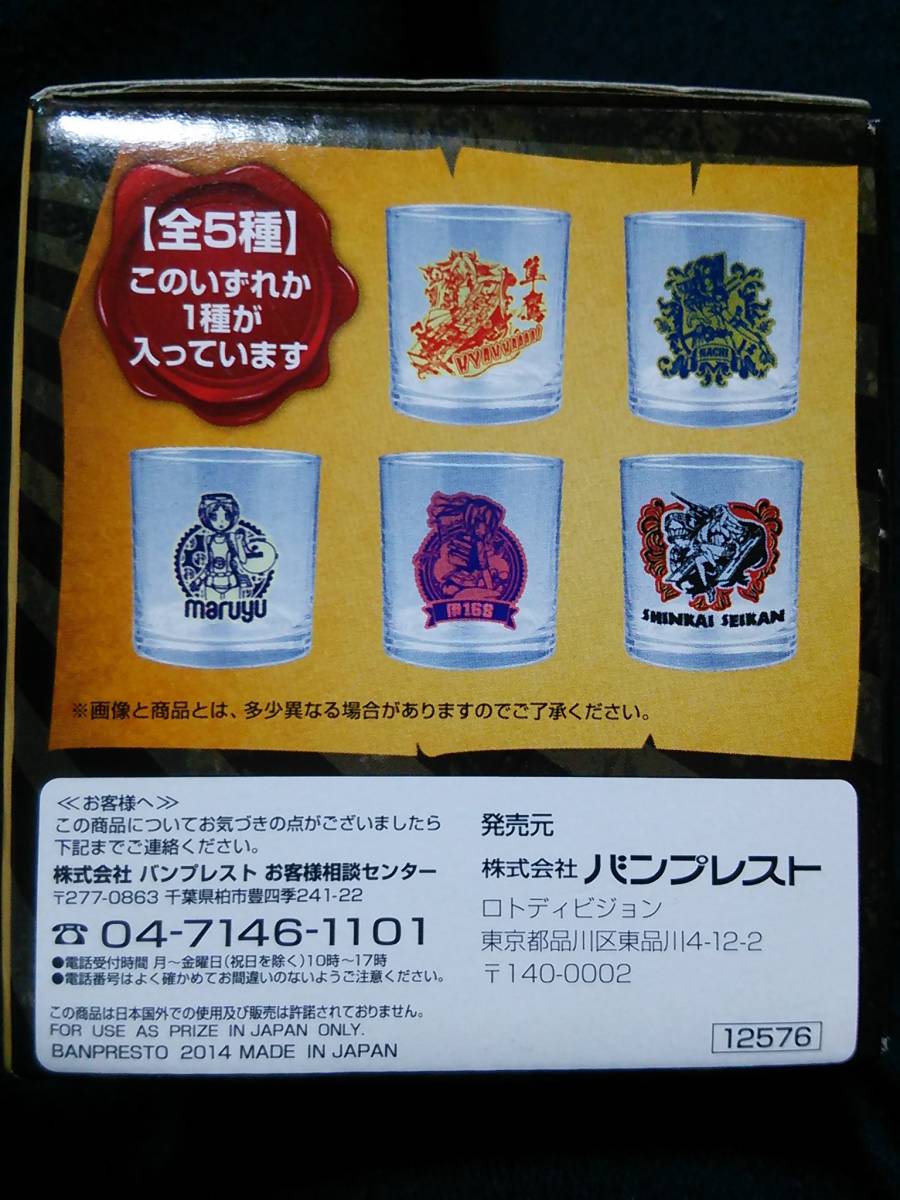 【全5種】
このいずれか
1種が
入っています
隼鷹
HYAHHAAAA!
NACHI
maruyu
伊168
SHINKAI SEIKAN
※画像と商品とは、多少異なる場合がありますのでご了承ください。
≪お客様へ≫
この商品についてお気づきの点がございましたら
下記までご連絡ください。
株式会社 バンプレスト お客様相談センター
〒277-0863 千葉県柏市豊四季241-22
☎ 04-7146-1101
●電話受付時間 月〜金曜日(祝日を除く)10時〜17時
●電話番号はよく確かめてお間違いのないようご注意ください。
この商品は日本国外での使用及び販売は許諾されておりません。
FOR USE AS PRIZE IN JAPAN ONLY.
BANPRESTO 2014 MADE IN JAPAN
発売元
株式会社 バンプレスト
ロトディビジョン
東京都品川区東品川4-12-2
〒140-0002
12576